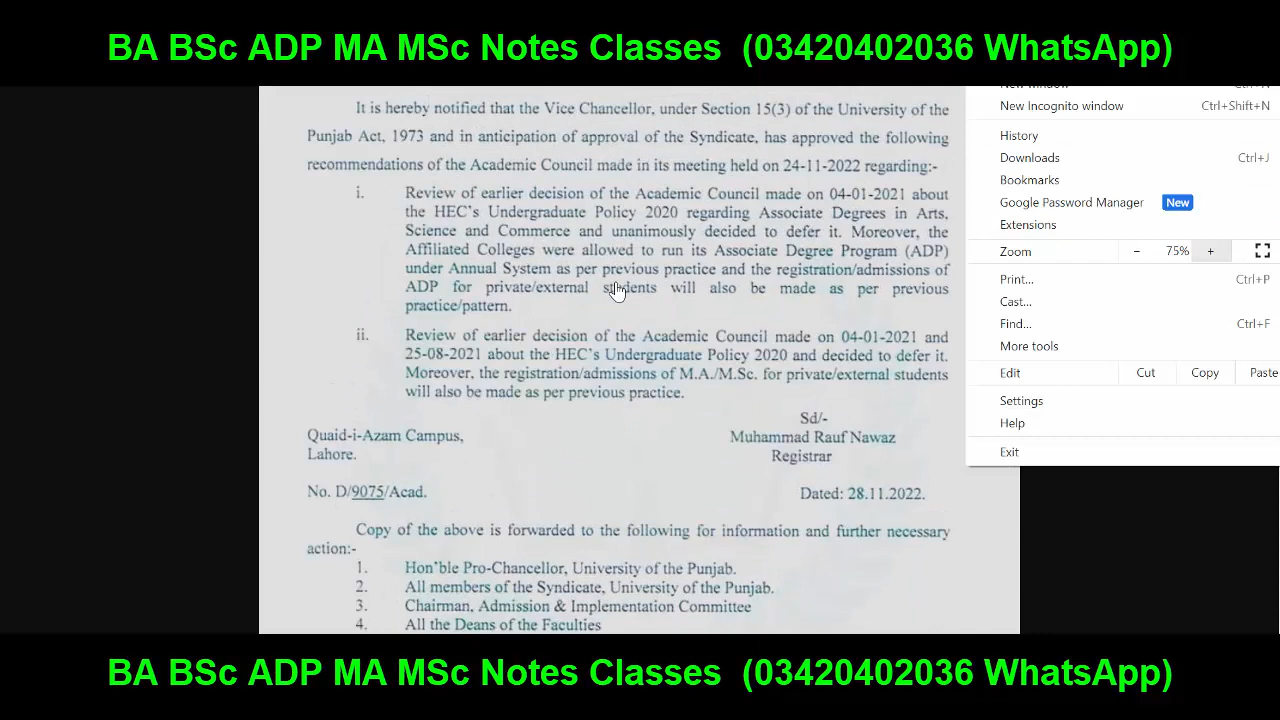 BA BSc ADP MA MSc Notes Classes (03420402036 WhatsApp)
It is hereby notified that the Vice Chancellor, under Section 15(3) of the University of the
Punjab Act, 1973 and in anticipation of approval of the Syndicate, has approved the following
recommendations of the Academic Council made in its meeting held on 24-11-2022 regarding:-
i. Review of earlier decision of the Academic Council made on 04-01-2021 about
the HEC's Undergraduate Policy 2020 regarding Associate Degrees in Arts,
Science and Commerce and unanimously decided to defer it. Moreover, the
Affiliated Colleges were allowed to run its Associate Degree Program (ADP)
under Annual System as per previous practice and the registration/admissions of
ADP for private/external students will also be made as per previous
practice/pattern.
ii. Review of earlier decision of the Academic Council made on 04-01-2021 and
25-08-2021 about the HEC's Undergraduate Policy 2020 and decided to defer it.
Moreover, the registration/admissions of M.A./M.Sc. for private/external students
will also be made as per previous practice.
Sd/-
Quaid-i-Azam Campus, Muhammad Rauf Nawaz
Lahore. Registrar
No. D/9075/Acad. Dated: 28.11.2022.
Copy of the above is forwarded to the following for information and further necessary
action:-
1. Hon'ble Pro-Chancellor, University of the Punjab.
2. All members of the Syndicate, University of the Punjab.
3. Chairman, Admission & Implementation Committee
4. All the Deans of the Faculties
New Incognito window Ctrl+Shift+N
History
Downloads Ctrl+J
Bookmarks
Google Password Manager New
Extensions
Zoom − 75% +
Print... Ctrl+P
Cast...
Find... Ctrl+F
More tools
Edit Cut Copy Paste
Settings
Help
Exit
BA BSc ADP MA MSc Notes Classes (03420402036 WhatsApp)